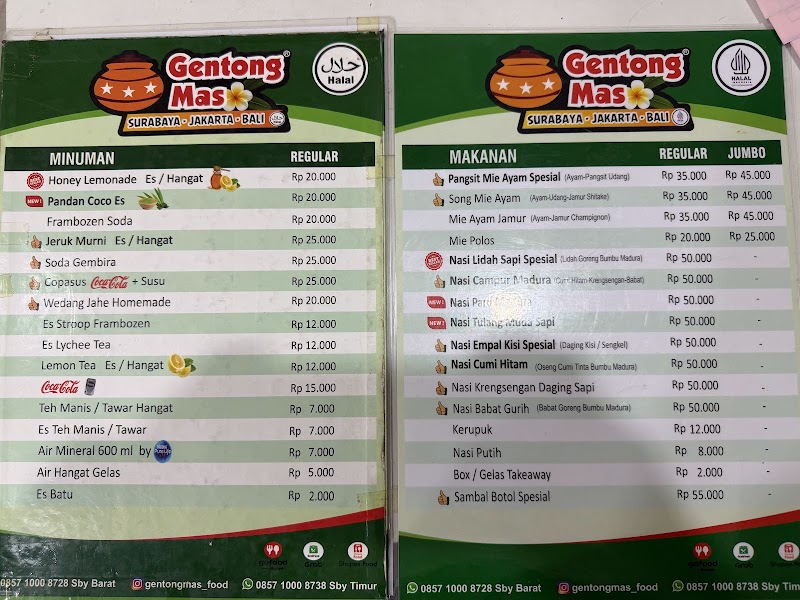 Gentong®
Mas
SURABAYA - JAKARTA - BALI
حلال
Halal
MINUMAN REGULAR
Honey Lemonade Es / Hangat Rp 20.000
NEW! Pandan Coco Es Rp 20.000
Frambozen Soda Rp 20.000
Jeruk Murni Es / Hangat Rp 25.000
Soda Gembira Rp 25.000
Copasus Coca-Cola + Susu Rp 25.000
Wedang Jahe Homemade Rp 20.000
Es Stroop Frambozen Rp 12.000
Es Lychee Tea Rp 12.000
Lemon Tea Es / Hangat Rp 12.000
Coca-Cola Rp 15.000
Teh Manis / Tawar Hangat Rp 7.000
Es Teh Manis / Tawar Rp 7.000
Air Mineral 600 ml by Rp 7.000
Air Hangat Gelas Rp 5.000
Es Batu Rp 2.000
gofood Grab Shopee Food
0857 1000 8728 Sby Barat gentongmas_food 0857 1000 8738 Sby Timur
Gentong®
Mas
SURABAYA - JAKARTA - BALI
HALAL
INDONESIA
MAKANAN REGULAR JUMBO
Pangsit Mie Ayam Spesial (Ayam-Pangsit Udang) Rp 35.000 Rp 45.000
Song Mie Ayam (Ayam-Udang-Jamur Shitake) Rp 35.000 Rp 45.000
Mie Ayam Jamur (Ayam-Jamur Champignon) Rp 35.000 Rp 45.000
Mie Polos Rp 20.000 Rp 25.000
Nasi Lidah Sapi Spesial (Lidah Goreng Bumbu Madura) Rp 50.000 -
Nasi Campur Madura (Cumi Hitam-Krengsengan-Babat) Rp 50.000 -
NEW! Nasi Paru Madura Rp 50.000 -
NEW! Nasi Tulang Muda Sapi Rp 50.000 -
Nasi Empal Kisi Spesial (Daging Kisi / Sengkel) Rp 50.000 -
Nasi Cumi Hitam (Oseng Cumi Tinta Bumbu Madura) Rp 50.000 -
Nasi Krengsengan Daging Sapi Rp 50.000 -
Nasi Babat Gurih (Babat Goreng Bumbu Madura) Rp 50.000 -
Kerupuk Rp 12.000 -
Nasi Putih Rp 8.000 -
Box / Gelas Takeaway Rp 2.000 -
Sambal Botol Spesial Rp 55.000 -
gofood Grab Shopee Food
0857 1000 8728 Sby Barat gentongmas_food 0857 1000 8738 Sby Timur